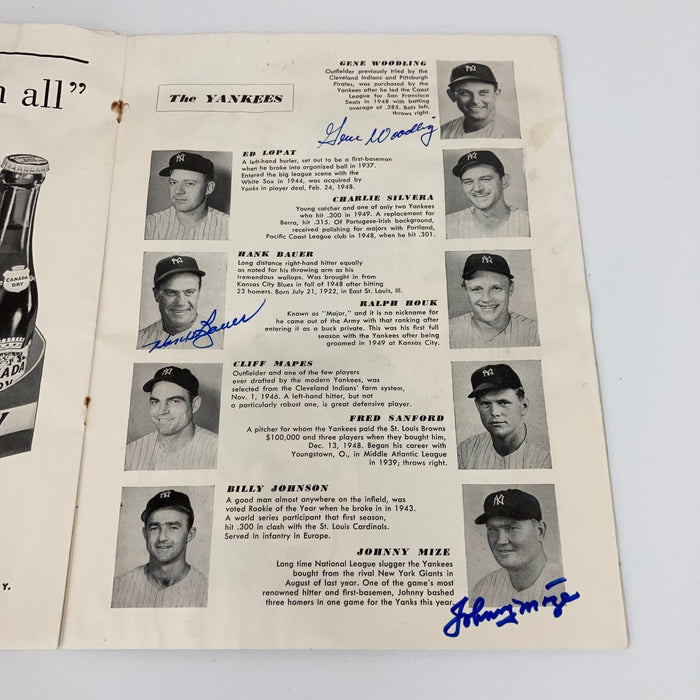 n all”
CANADA
DRY
ADA
RY
Y
Y.
The YANKEES
GENE WOODLING
Outfielder previously tried by the
Cleveland Indians and Pittsburgh
Pirates, was purchased by the
Yankees after he led the Coast
League for San Francisco
Seals in 1948 with batting
average of .385. Bats left,
throws right.
Gene Woodling
ED LOPAT
A left-hand hurler, set out to be a first-baseman
when he broke into organized ball in 1937.
Entered the big league scene with the
White Sox in 1944, was acquired by
Yanks in player deal, Feb. 24, 1948.
CHARLIE SILVERA
Young catcher and one of only two Yankees
who hit .300 in 1949. A replacement for
Berra, hit .315. Of Portugese-Irish background,
received polishing for majors with Portland,
Pacific Coast League club in 1948, when he hit .301.
HANK BAUER
Long distance right-hand hitter equally
as noted for his throwing arm as his
tremendous wallops. Was brought in from
Kansas City Blues in fall of 1948 after hitting
23 homers. Born July 21, 1922, in East St. Louis, Ill.
Hank Bauer
RALPH HOUK
Known as "Major," and it is no nickname for
he came out of the Army with that ranking after
entering it as a buck private. This was his first full
season with the Yankees after being
groomed in 1949 at Kansas City.
CLIFF MAPES
Outfielder and one of the few players
ever drafted by the modern Yankees, was
selected from the Cleveland Indians' farm system,
Nov. 1, 1946. A left-hand hitter, but not
a particularly robust one, is great defensive player.
FRED SANFORD
A pitcher for whom the Yankees paid the St. Louis Browns
$100,000 and three players when they bought him,
Dec. 13, 1948. Began his career with
Youngstown, O., in Middle Atlantic League
in 1939; throws right.
BILLY JOHNSON
A good man almost anywhere on the infield, was
voted Rookie of the Year when he broke in in 1943.
A world series participant that first season,
hit .300 in clash with the St. Louis Cardinals.
Served in infantry in Europe.
JOHNNY MIZE
Long time National League slugger the Yankees
bought from the rival New York Giants in
August of last year. One of the game's most
renowned hitter and first-basemen, Johnny bashed
three homers in one game for the Yanks this year.
Johnny Mize